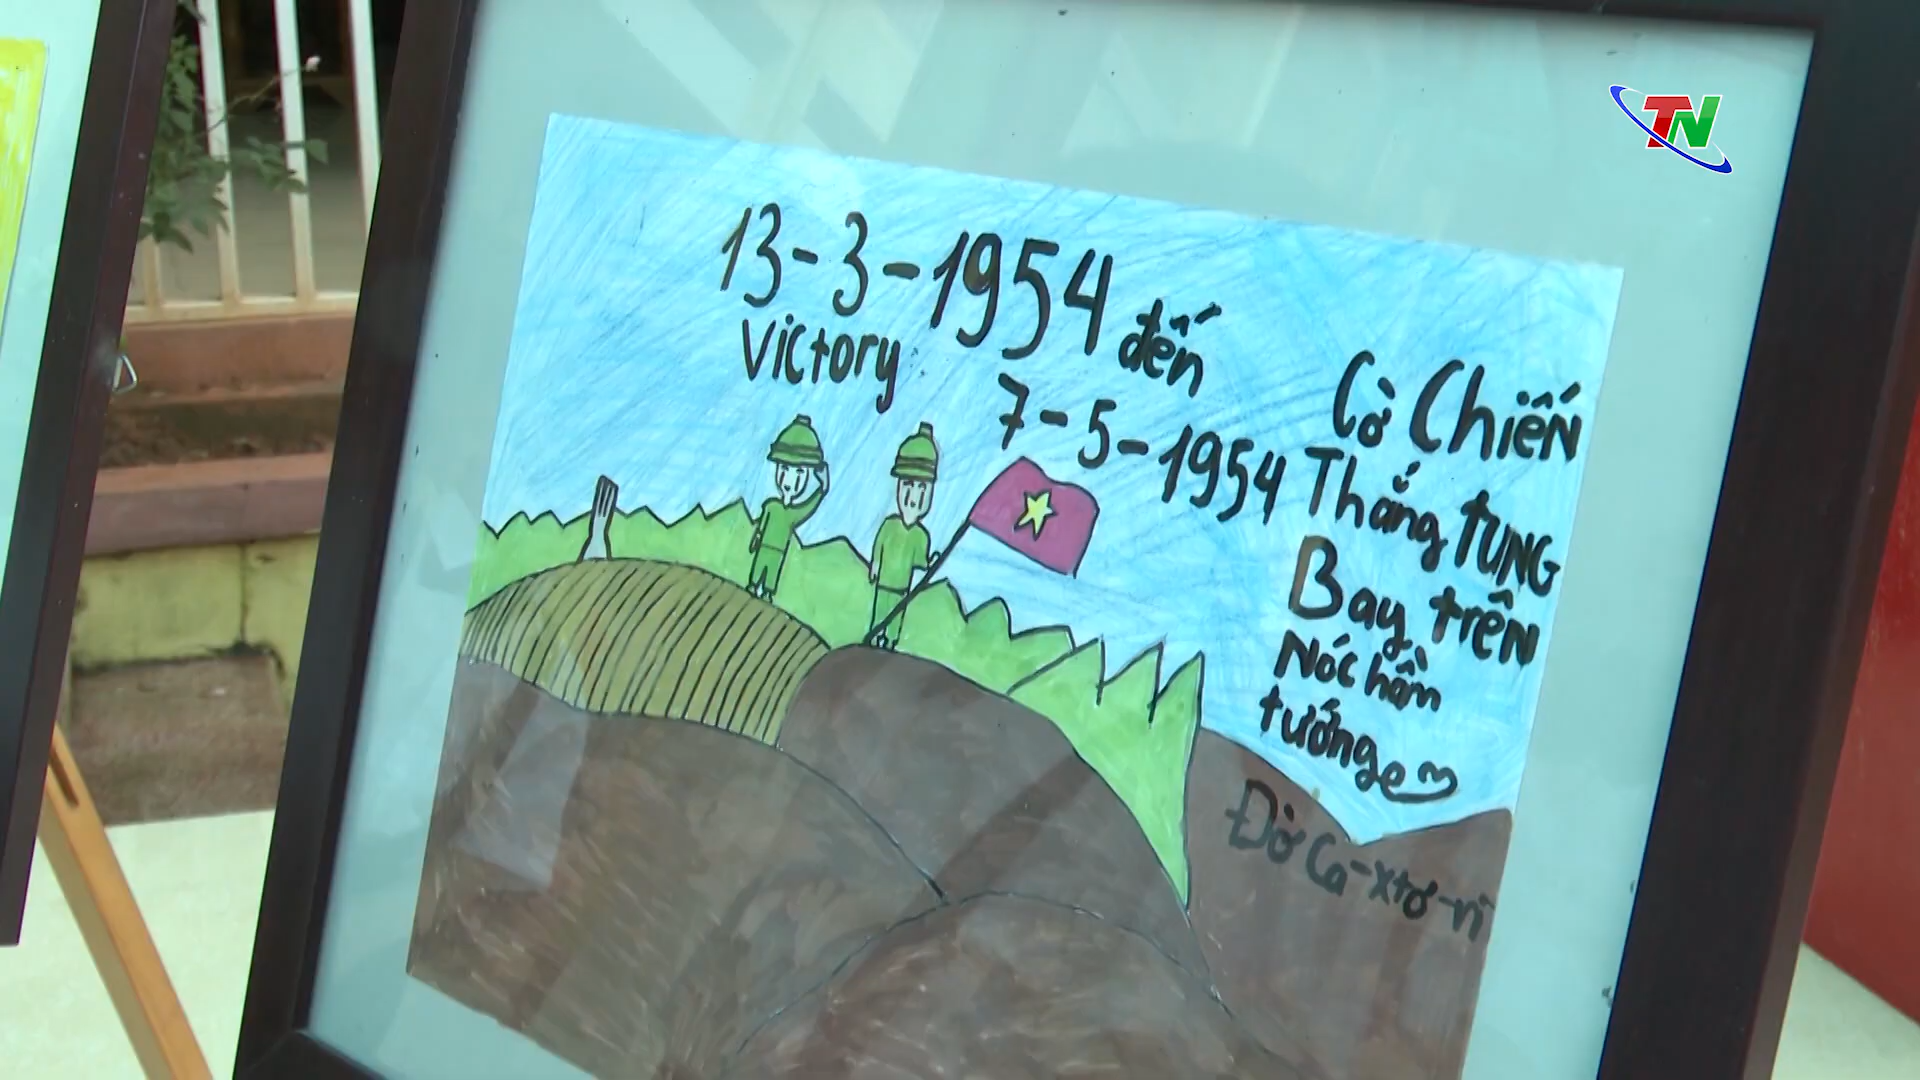 TN
13-3-1954 đến
Victory
7-5-1954
Cờ Chiến
Thắng tUNG
Bay trên
Nóc hầm
tướng
Đờ Ca-xtơ-ri